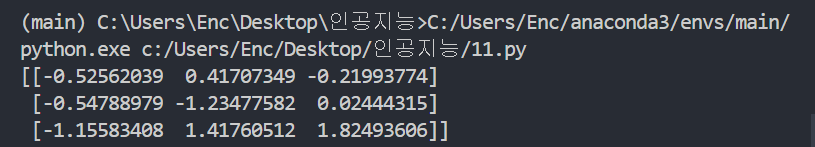 (main) C:\Users\Enc\Desktop\인공지능>C:/Users/Enc/anaconda3/envs/main/
python.exe c:/Users/Enc/Desktop/인공지능/11.py
[[-0.52562039  0.41707349 -0.21993774]
 [-0.54788979 -1.23477582  0.02444315]
 [-1.15583408  1.41760512  1.82493606]]